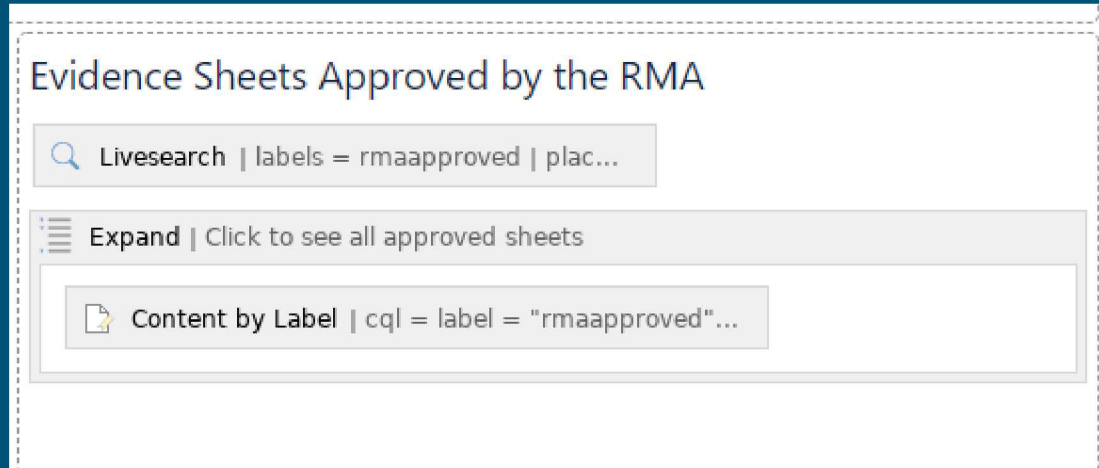 Evidence Sheets Approved by the RMA
Livesearch | labels = rmaapproved | plac...
Expand | Click to see all approved sheets
Content by Label | cql = label = "rmaapproved"...